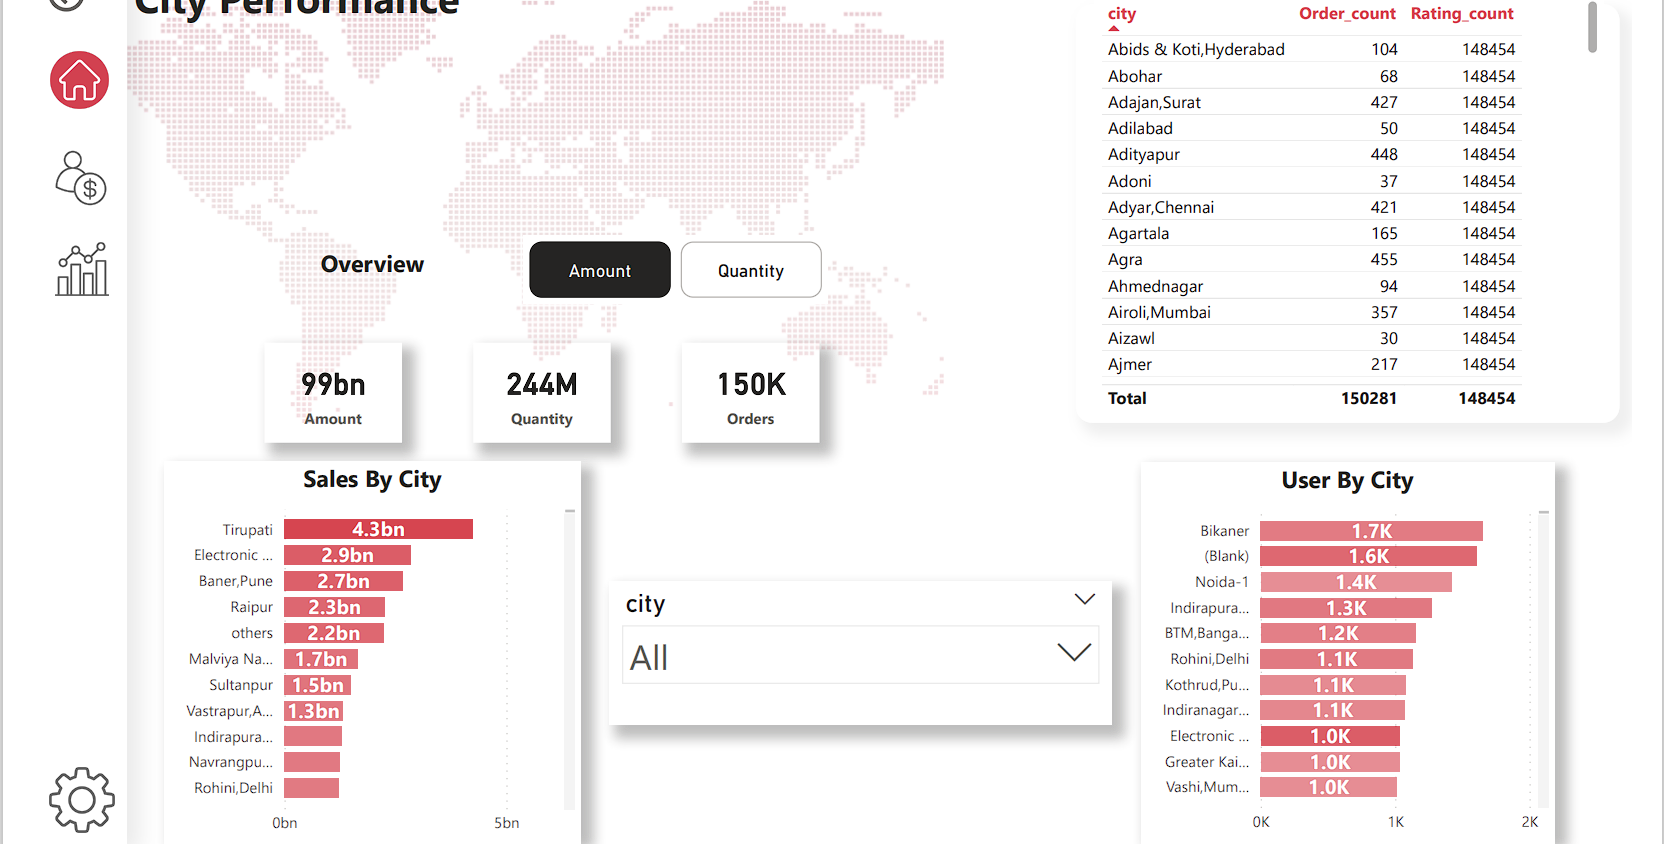 City Performance
city Order_count Rating_count
Abids & Koti,Hyderabad 104 148454
Abohar 68 148454
Adajan,Surat 427 148454
Adilabad 50 148454
Adityapur 448 148454
Adoni 37 148454
Adyar,Chennai 421 148454
Agartala 165 148454
Agra 455 148454
Ahmednagar 94 148454
Airoli,Mumbai 357 148454
Aizawl 30 148454
Ajmer 217 148454
Total 150281 148454
Overview
Amount
Quantity
99bn
Amount
244M
Quantity
150K
Orders
Sales By City
Tirupati 4.3bn
Electronic ... 2.9bn
Baner,Pune 2.7bn
Raipur 2.3bn
others 2.2bn
Malviya Na... 1.7bn
Sultanpur 1.5bn
Vastrapur,A... 1.3bn
Indirapura...
Navrangpu...
Rohini,Delhi
0bn 5bn
city
All
User By City
Bikaner 1.7K
(Blank) 1.6K
Noida-1 1.4K
Indirapura... 1.3K
BTM,Banga... 1.2K
Rohini,Delhi 1.1K
Kothrud,Pu... 1.1K
Indiranagar... 1.1K
Electronic ... 1.0K
Greater Kai... 1.0K
Vashi,Mum... 1.0K
0K 1K 2K